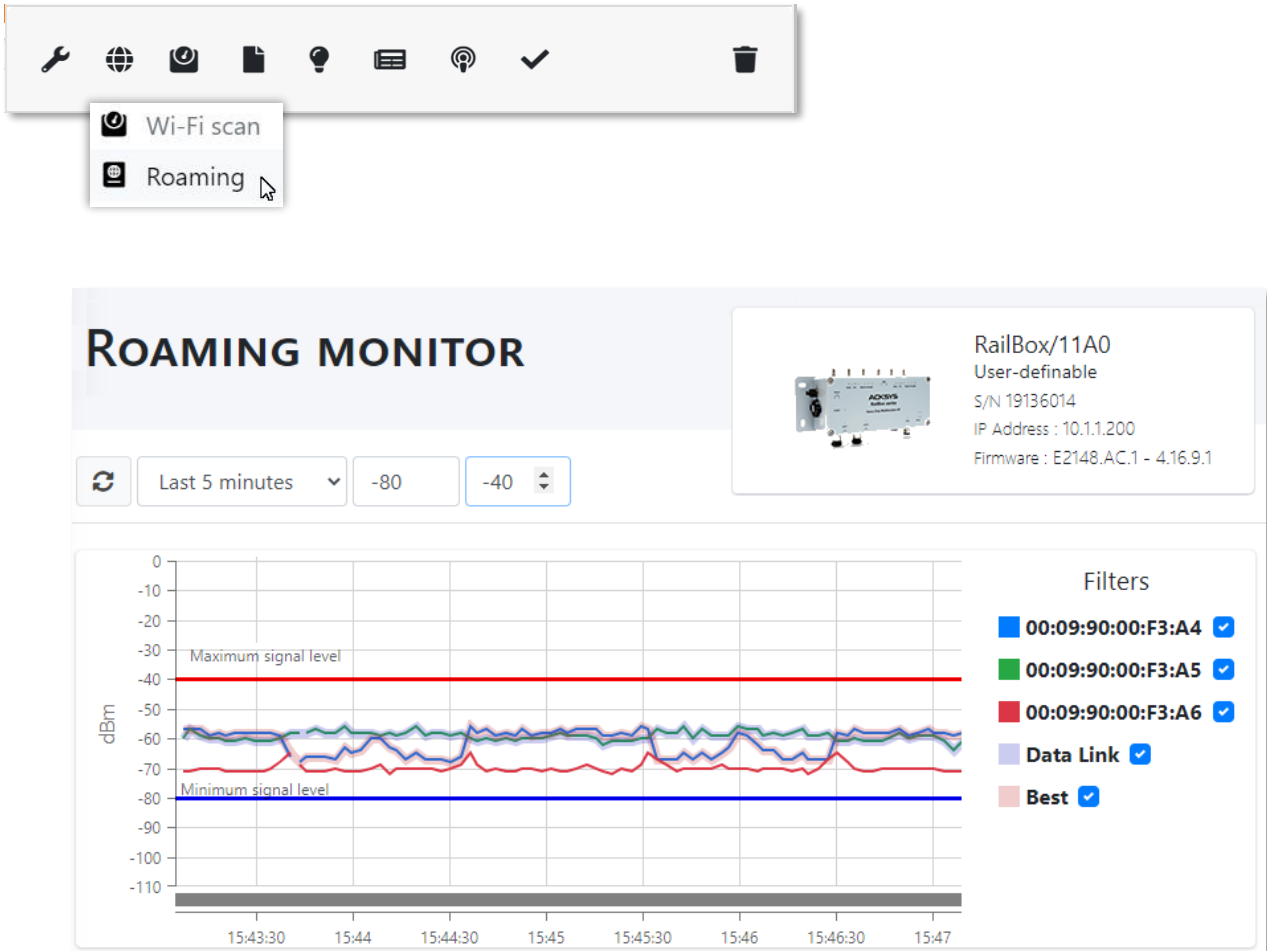 Wi-Fi scan
Roaming
ROAMING MONITOR
ACKSYS
RailBox/11A0
User-definable
S/N 19136014
IP Address : 10.1.1.200
Firmware : E2148.AC.1 - 4.16.9.1
Last 5 minutes
-80
-40
Filters
00:09:90:00:F3:A4
00:09:90:00:F3:A5
00:09:90:00:F3:A6
Data Link
Best
dBm
0
-10
-20
-30
Maximum signal level
-40
-50
-60
-70
Minimum signal level
-80
-90
-100
-110
15:43:30
15:44
15:44:30
15:45
15:45:30
15:46
15:46:30
15:47